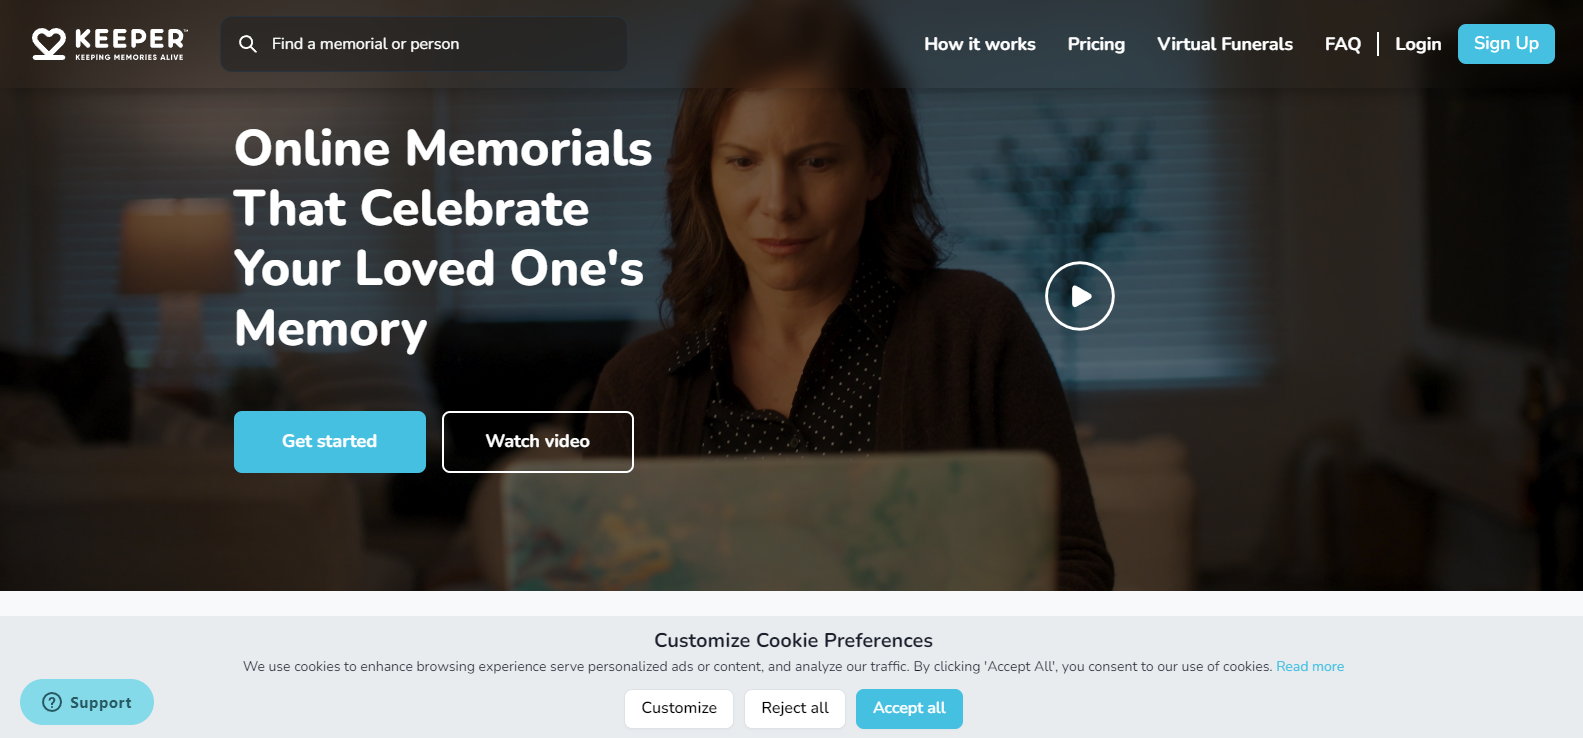 KEEPER™
KEEPING MEMORIES ALIVE
Find a memorial or person
How it works
Pricing
Virtual Funerals
FAQ
Login
Sign Up
Online Memorials
That Celebrate
Your Loved One's
Memory
Get started
Watch video
Customize Cookie Preferences
We use cookies to enhance browsing experience serve personalized ads or content, and analyze our traffic. By clicking 'Accept All', you consent to our use of cookies. Read more
Customize
Reject all
Accept all
Support